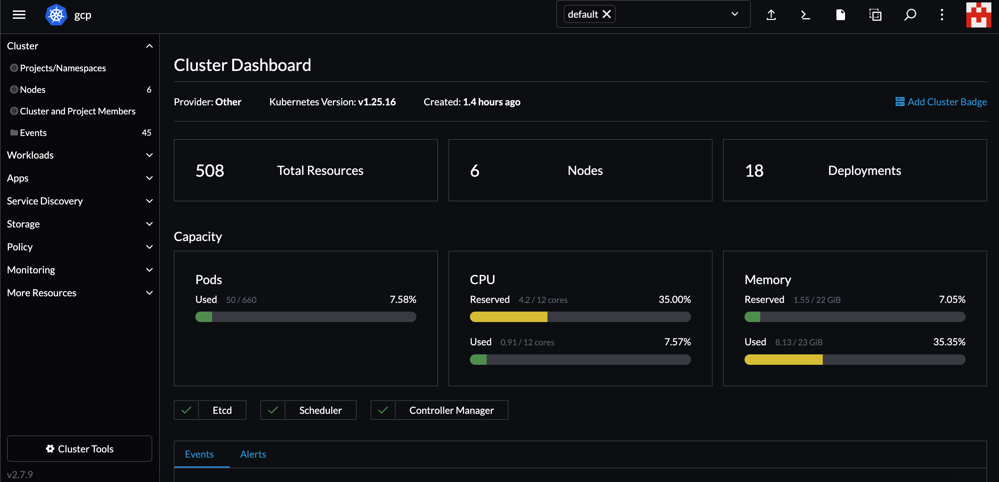 gcp
default
Cluster
Projects/Namespaces
Nodes 6
Cluster and Project Members
Events 45
Workloads
Apps
Service Discovery
Storage
Policy
Monitoring
More Resources
Cluster Tools
v2.7.9
Cluster Dashboard
Provider: Other Kubernetes Version: v1.25.16 Created: 1.4 hours ago Add Cluster Badge
508 Total Resources 6 Nodes 18 Deployments
Capacity
Pods
Used 50 / 660 7.58%
CPU
Reserved 4.2 / 12 cores 35.00%
Used 0.91 / 12 cores 7.57%
Memory
Reserved 1.55 / 22 GiB 7.05%
Used 8.13 / 23 GiB 35.35%
Etcd Scheduler Controller Manager
Events Alerts